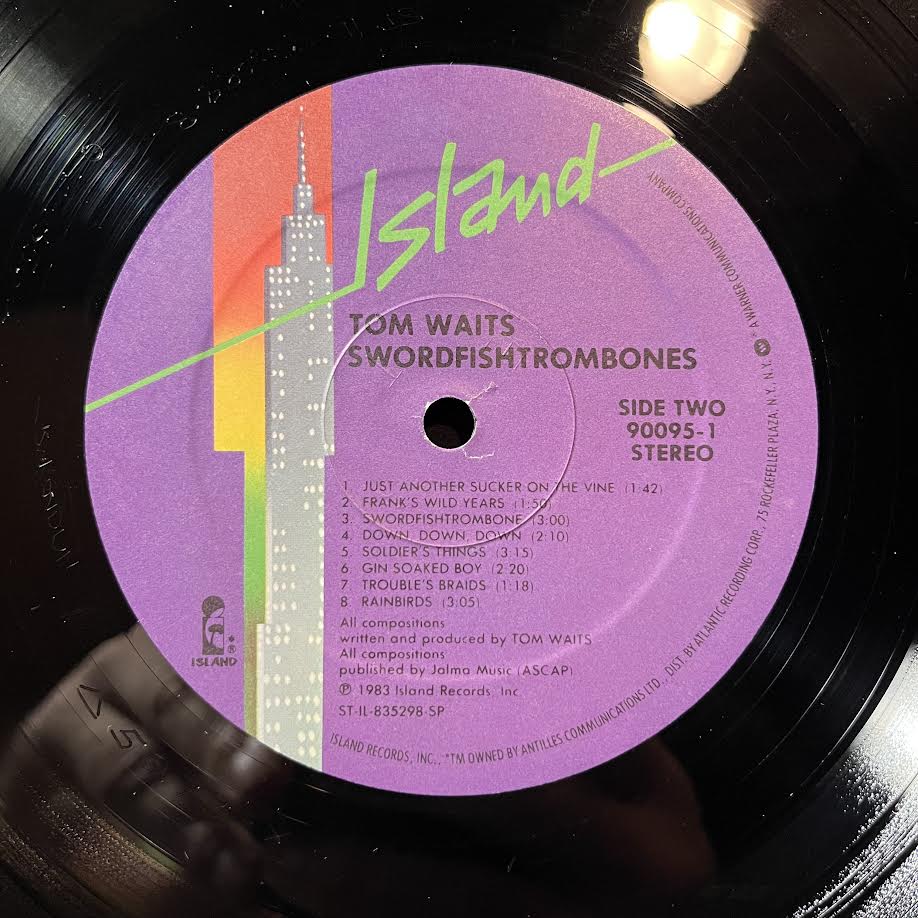 Island
TOM WAITS
SWORDFISHTROMBONES
SIDE TWO
90095-1
STEREO
1. JUST ANOTHER SUCKER ON THE VINE (1:42)
2. FRANK'S WILD YEARS (1:50)
3. SWORDFISHTROMBONE (3:00)
4. DOWN, DOWN, DOWN (2:10)
5. SOLDIER'S THINGS (3:15)
6. GIN SOAKED BOY (2:20)
7. TROUBLE'S BRAIDS (1:18)
8. RAINBIRDS (3:05)
All compositions
written and produced by TOM WAITS
All compositions
published by Jalma Music (ASCAP)
℗ 1983 Island Records, Inc.
ST-IL-835298-SP
®
ISLAND
ISLAND RECORDS, INC., *TM OWNED BY ANTILLES COMMUNICATIONS LTD., DIST. BY ATLANTIC RECORDING CORP., 75 ROCKEFELLER PLAZA, N.Y., N.Y. * A WARNER COMMUNICATIONS COMPANY